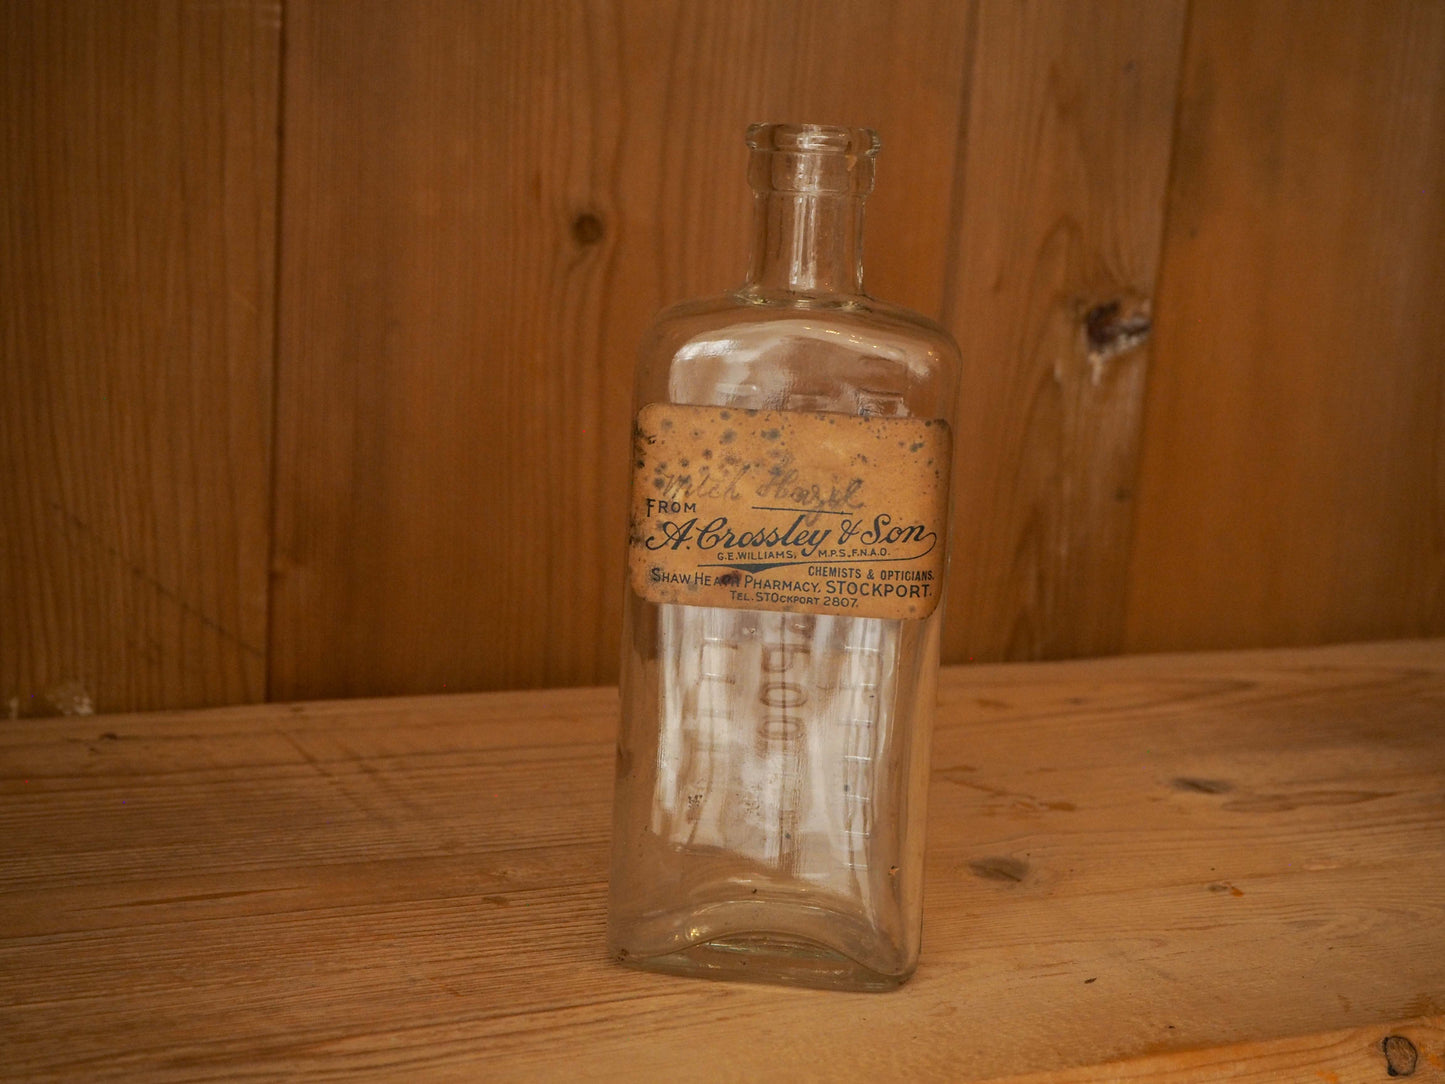 Witch Hazel
FROM
A. Crossley & Son
G.E. WILLIAMS, M.P.S., F.N.A.O.
CHEMISTS & OPTICIANS.
SHAW HEATH PHARMACY, STOCKPORT.
TEL. STOCKPORT 2807.